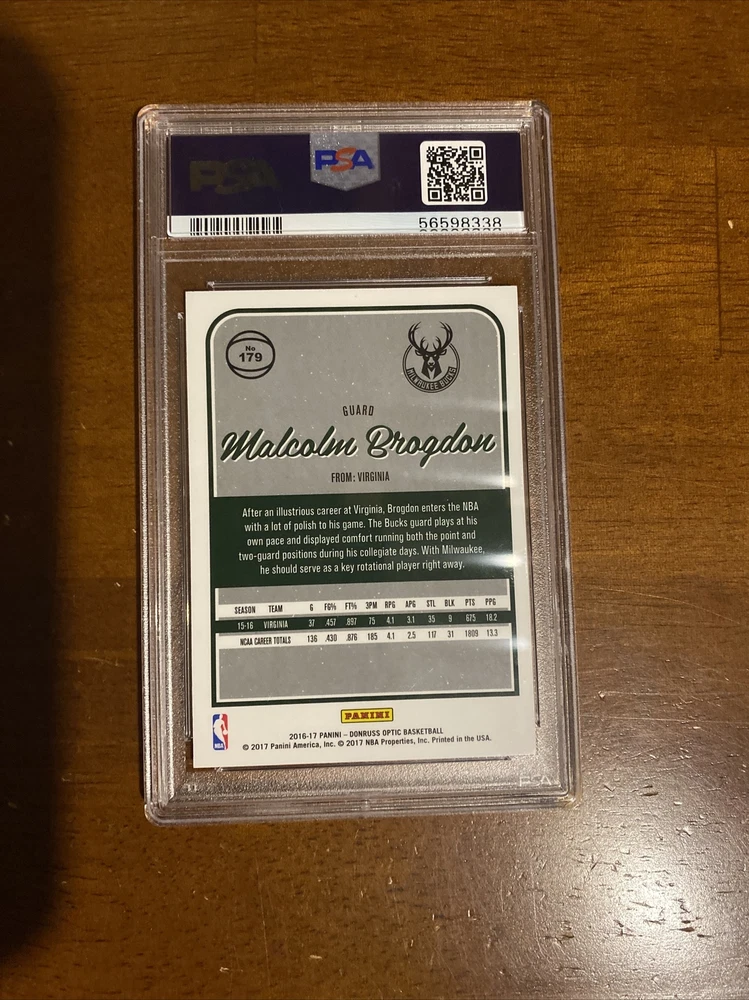 PSA
PSA
56598338
No
179
MILWAUKEE BUCKS
GUARD
Malcolm Brogdon
FROM: VIRGINIA
After an illustrious career at Virginia, Brogdon enters the NBA
with a lot of polish to his game. The Bucks guard plays at his
own pace and displayed comfort running both the point and
two-guard positions during his collegiate days. With Milwaukee,
he should serve as a key rotational player right away.
SEASON TEAM G FG% FT% 3PM RPG APG STL BLK PTS PPG
15-16 VIRGINIA 37 .457 .897 75 4.1 3.1 35 9 675 18.2
NCAA CAREER TOTALS 136 .430 .876 185 4.1 2.5 117 31 1809 13.3
PANINI
NBA
2016-17 PANINI – DONRUSS OPTIC BASKETBALL
© 2017 Panini America, Inc. © 2017 NBA Properties, Inc. Printed in the USA.
PSA